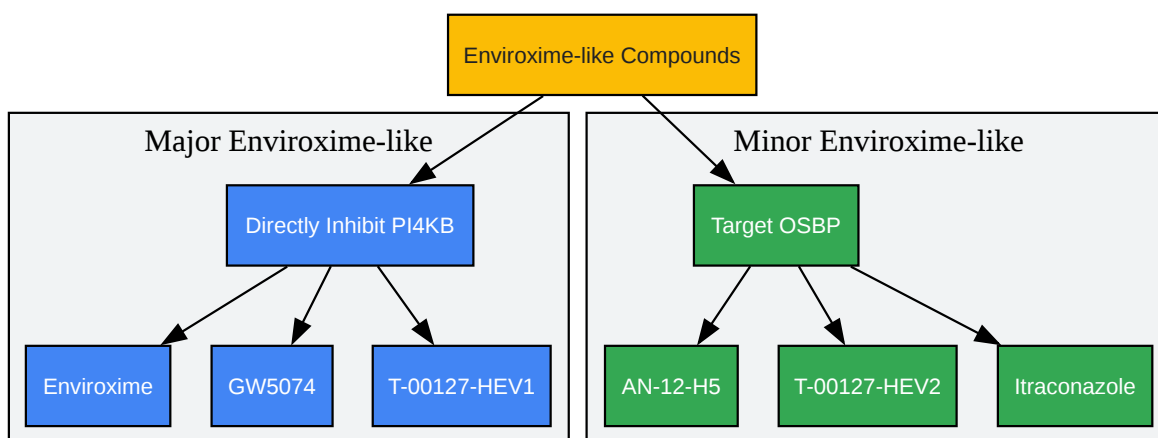 Enviroxime-like Compounds
Major Enviroxime-like
Minor Enviroxime-like
Directly Inhibit PI4KB
Target OSBP
Enviroxime
GW5074
T-00127-HEV1
AN-12-H5
T-00127-HEV2
Itraconazole